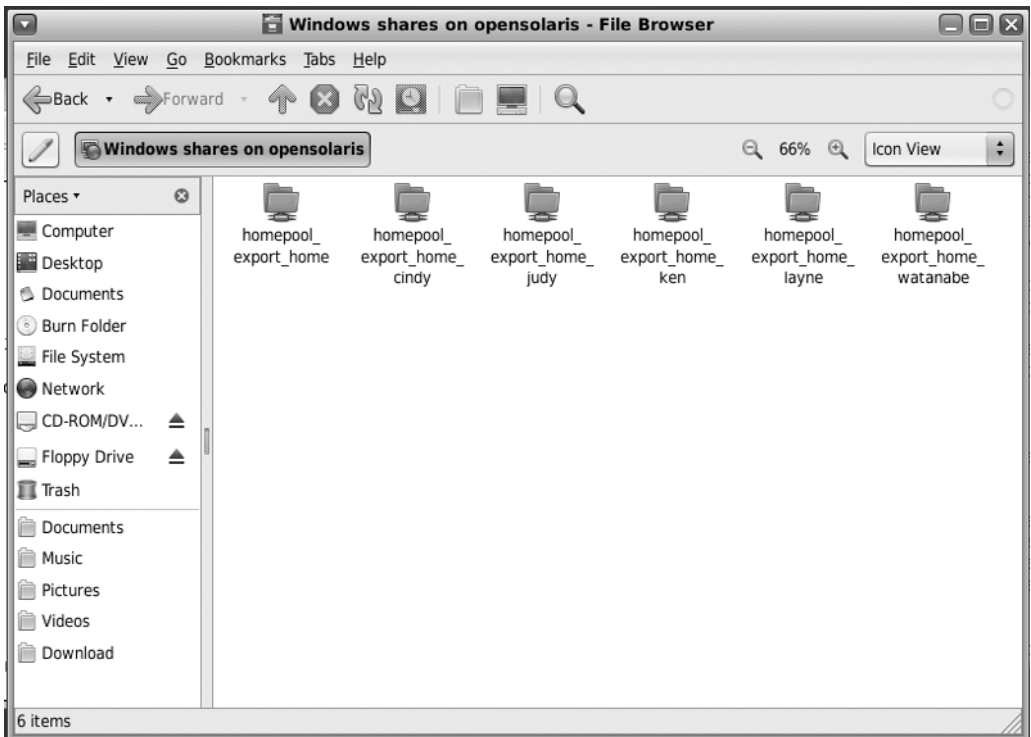 Windows shares on opensolaris - File Browser
File Edit View Go Bookmarks Tabs Help
Back Forward
Windows shares on opensolaris 66% Icon View
Places
Computer
Desktop
Documents
Burn Folder
File System
Network
CD-ROM/DV...
Floppy Drive
Trash
Documents
Music
Pictures
Videos
Download
homepool_ homepool_ homepool_ homepool_ homepool_ homepool_
export_home export_home_ export_home_ export_home_ export_home_ export_home_
cindy judy ken layne watanabe
6 items